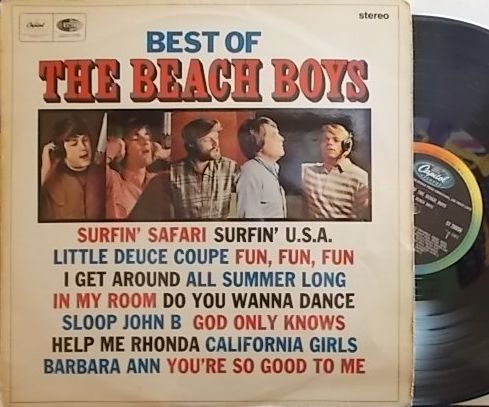 Capitol
stereo
BEST OF
THE BEACH BOYS
SURFIN' SAFARI SURFIN' U.S.A.
LITTLE DEUCE COUPE FUN, FUN, FUN
I GET AROUND ALL SUMMER LONG
IN MY ROOM DO YOU WANNA DANCE
SLOOP JOHN B GOD ONLY KNOWS
HELP ME RHONDA CALIFORNIA GIRLS
BARBARA ANN YOU'RE SO GOOD TO ME
Capitol